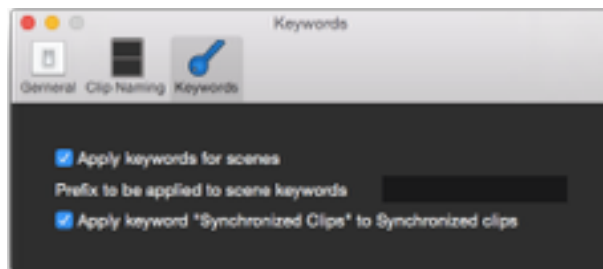 Keywords
General Clip Naming Keywords
Apply keywords for scenes
Prefix to be applied to scene keywords
Apply keyword "Synchronized Clips" to Synchronized clips